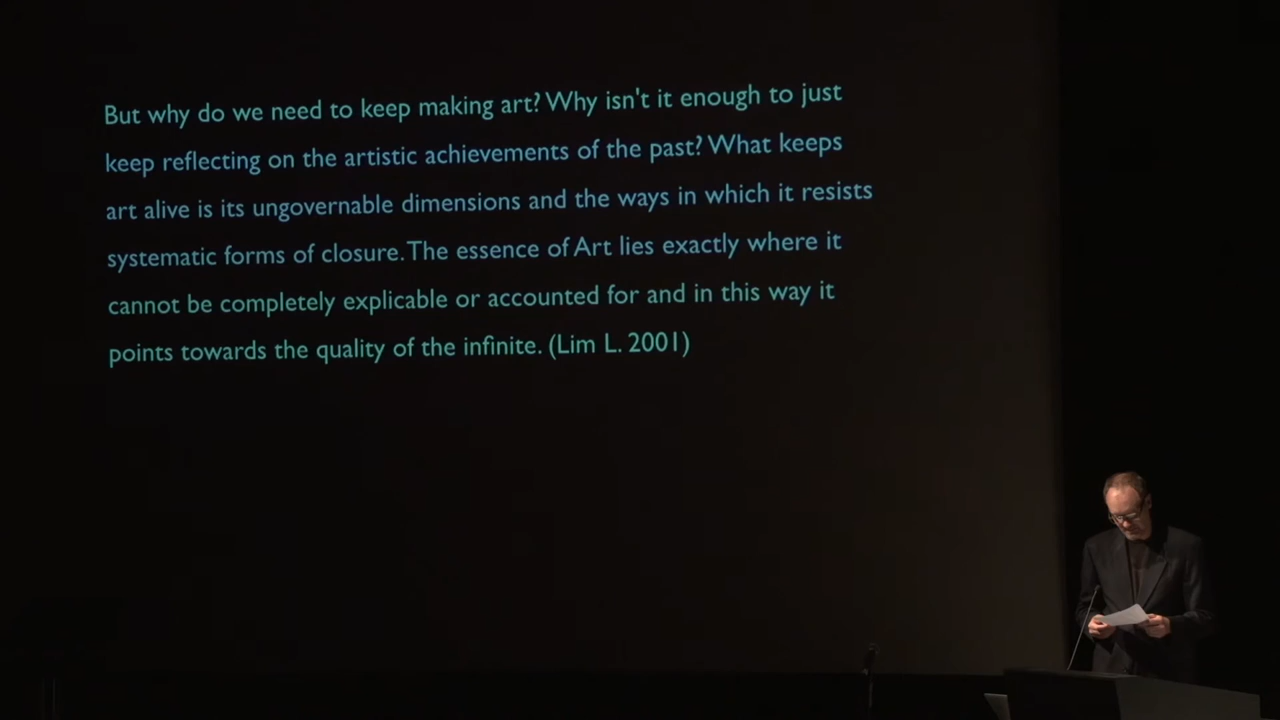 But why do we need to keep making art? Why isn't it enough to just
keep reflecting on the artistic achievements of the past? What keeps
art alive is its ungovernable dimensions and the ways in which it resists
systematic forms of closure. The essence of Art lies exactly where it
cannot be completely explicable or accounted for and in this way it
points towards the quality of the infinite. (Lim L. 2001)